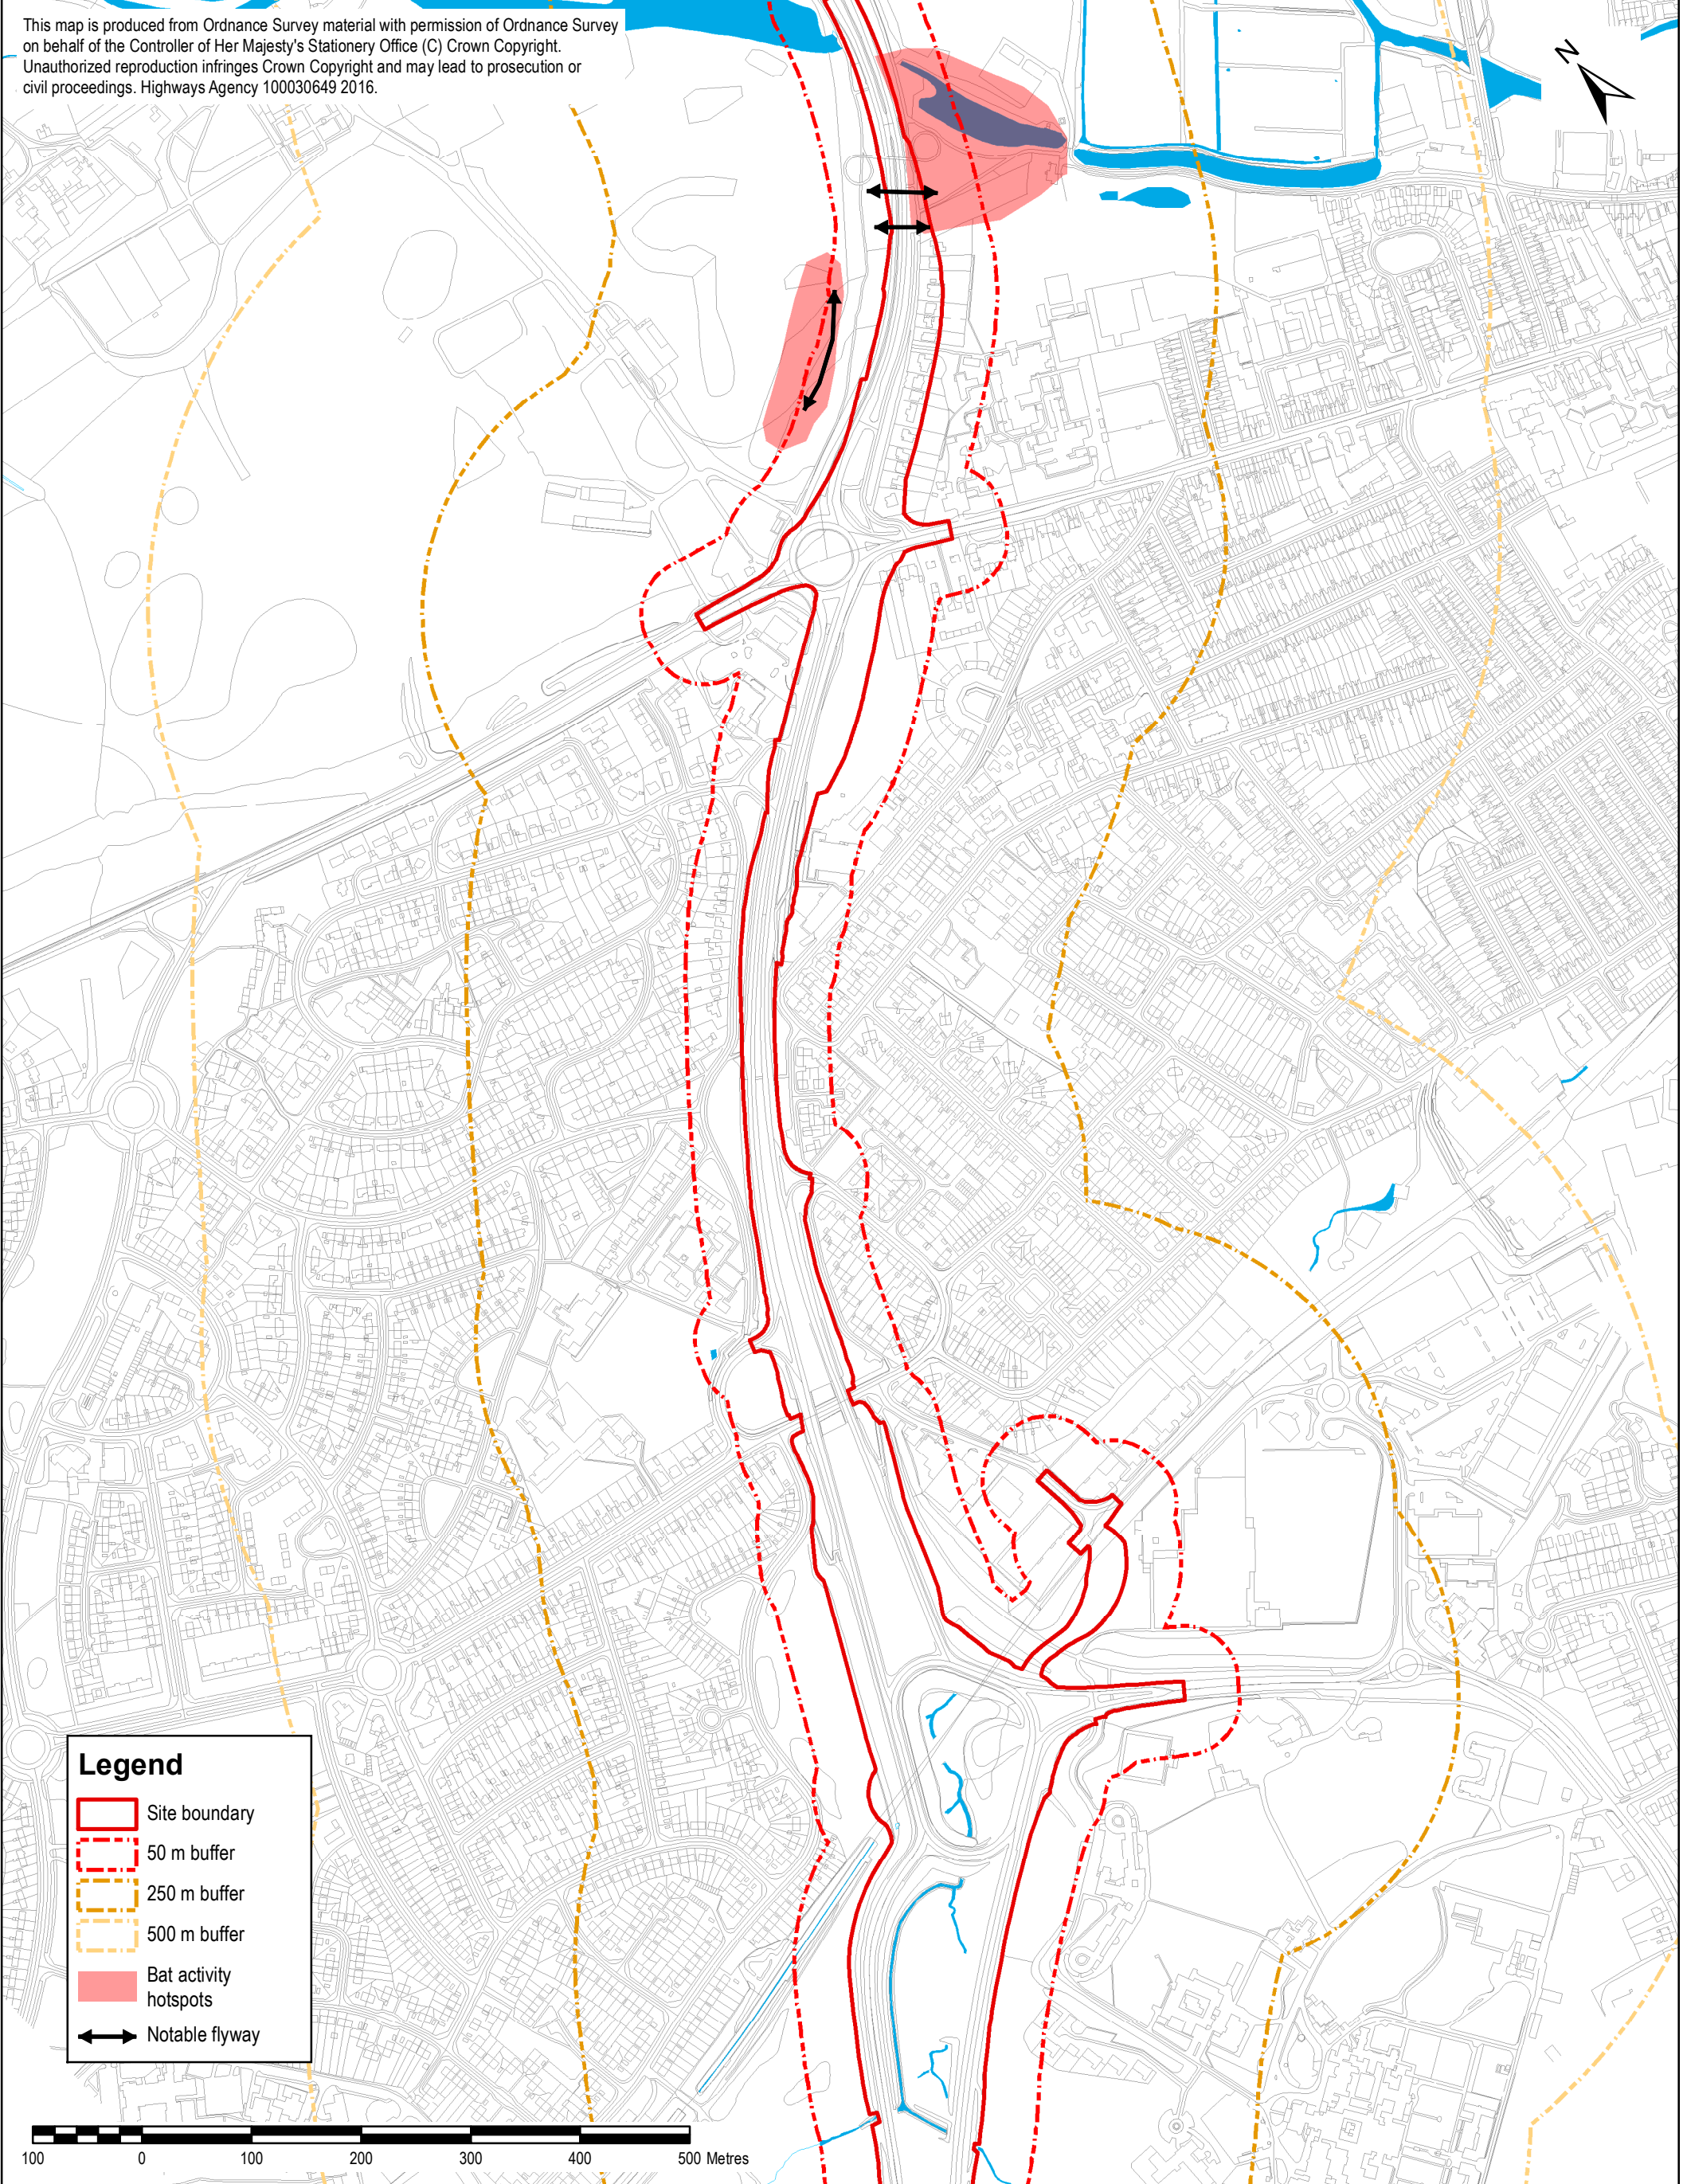 This map is produced from Ordnance Survey material with permission of Ordnance Survey
on behalf of the Controller of Her Majesty's Stationery Office (C) Crown Copyright.
Unauthorized reproduction infringes Crown Copyright and may lead to prosecution or
civil proceedings. Highways Agency 100030649 2016.
N
Legend
Site boundary
50 m buffer
250 m buffer
500 m buffer
Bat activity
hotspots
Notable flyway
100 0 100 200 300 400 500 Metres